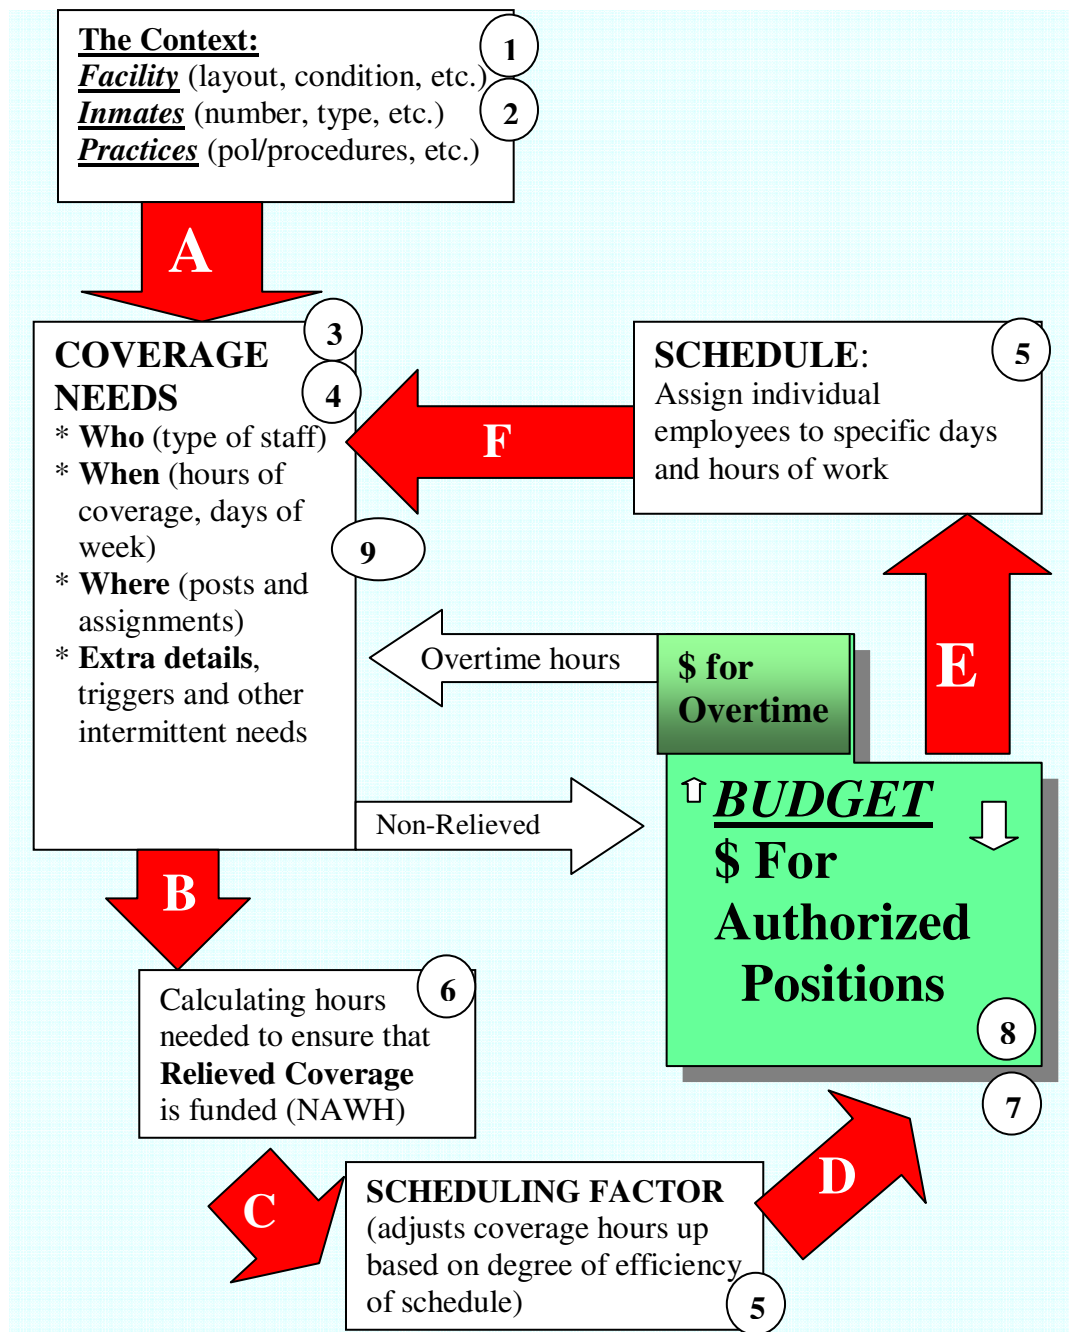 The Context:
1
Facility (layout, condition, etc.)
Inmates (number, type, etc.)
2
Practices (pol/procedures, etc.)
A
3
COVERAGE
NEEDS
4
* Who (type of staff)
* When (hours of
coverage, days of
week)
9
* Where (posts and
assignments)
* Extra details,
triggers and other
intermittent needs
SCHEDULE:
5
Assign individual
employees to specific days
and hours of work
F
E
Overtime hours
$ for
Overtime
Non-Relieved
BUDGET
$ For
Authorized
Positions
8
7
B
6
Calculating hours
needed to ensure that
Relieved Coverage
is funded (NAWH)
C
SCHEDULING FACTOR
(adjusts coverage hours up
based on degree of efficiency
of schedule)
5
D